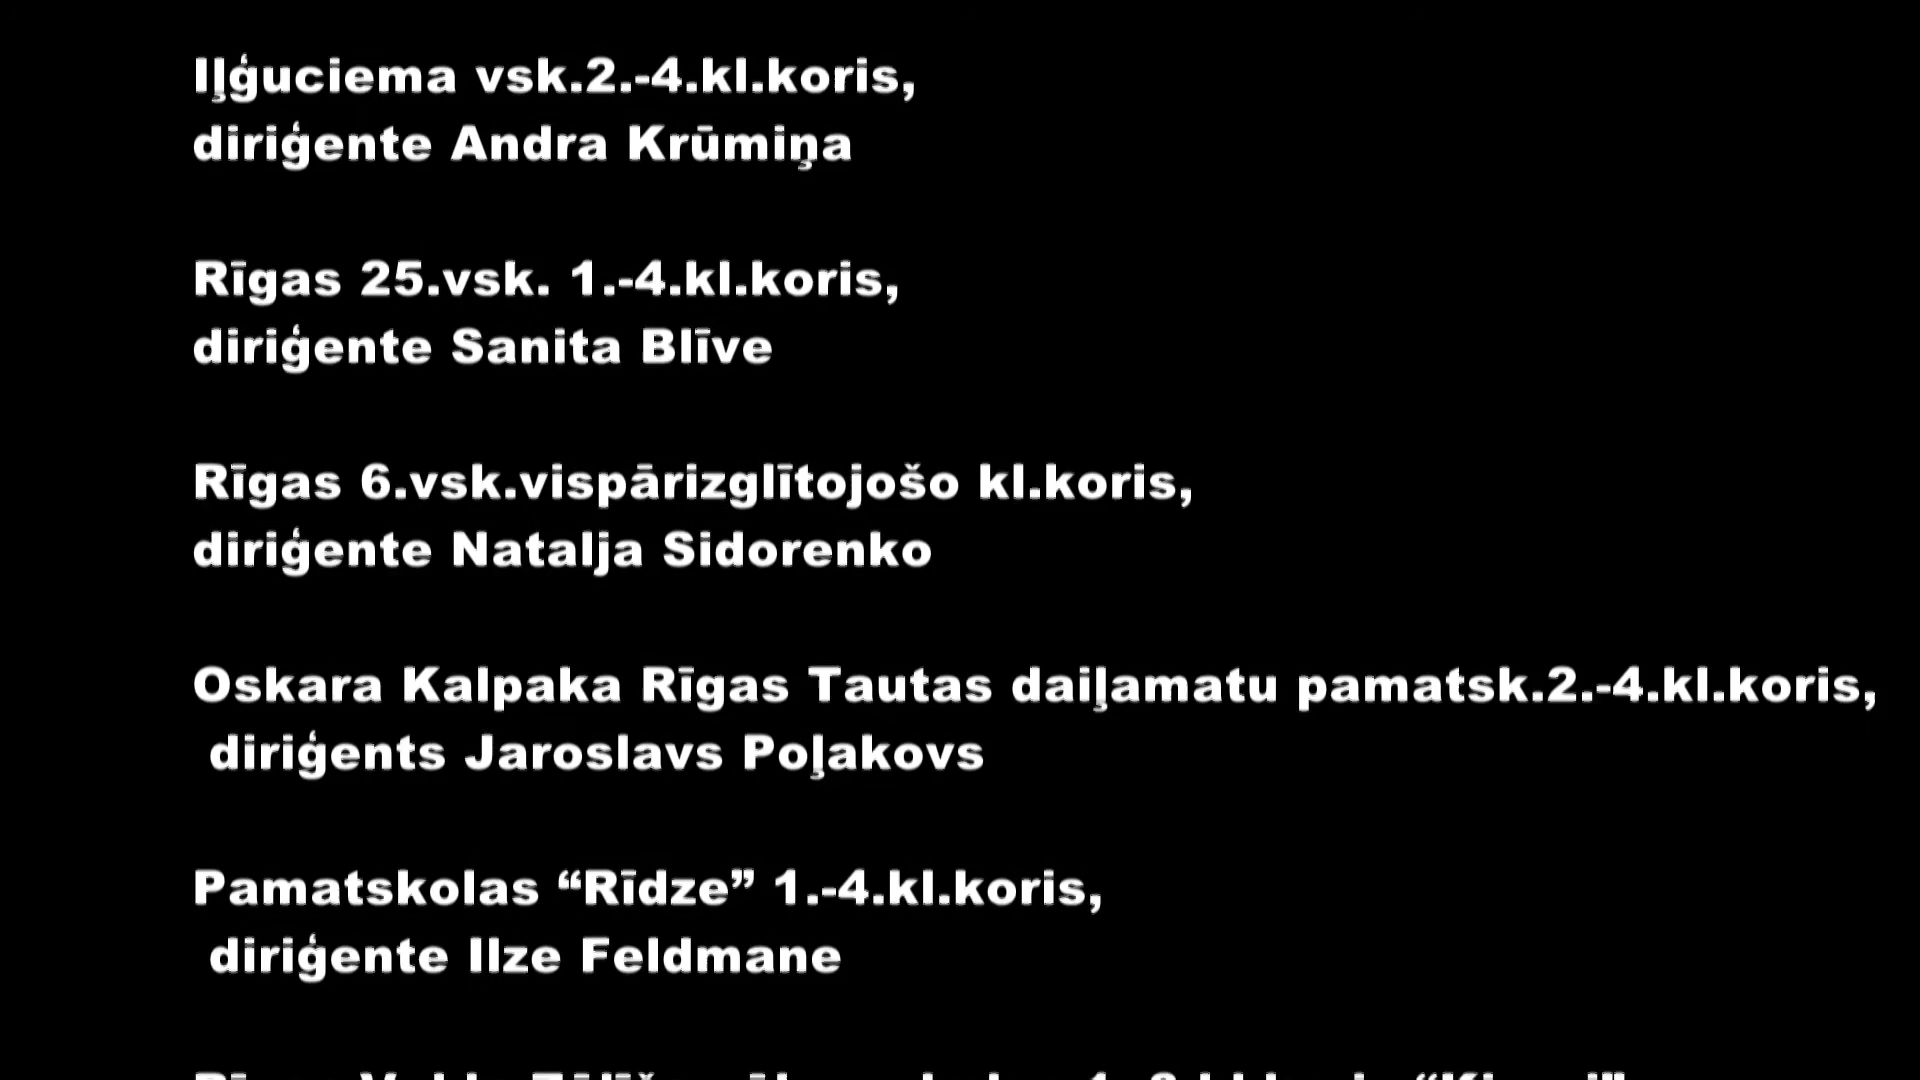 Iļģuciema vsk.2.-4.kl.koris,
diriģente Andra Krūmiņa
Rīgas 25.vsk. 1.-4.kl.koris,
diriģente Sanita Blīve
Rīgas 6.vsk.vispārizglītojošo kl.koris,
diriģente Natalja Sidorenko
Oskara Kalpaka Rīgas Tautas daiļamatu pamatsk.2.-4.kl.koris,
diriģents Jaroslavs Poļakovs
Pamatskolas “Rīdze” 1.-4.kl.koris,
diriģente Ilze Feldmane